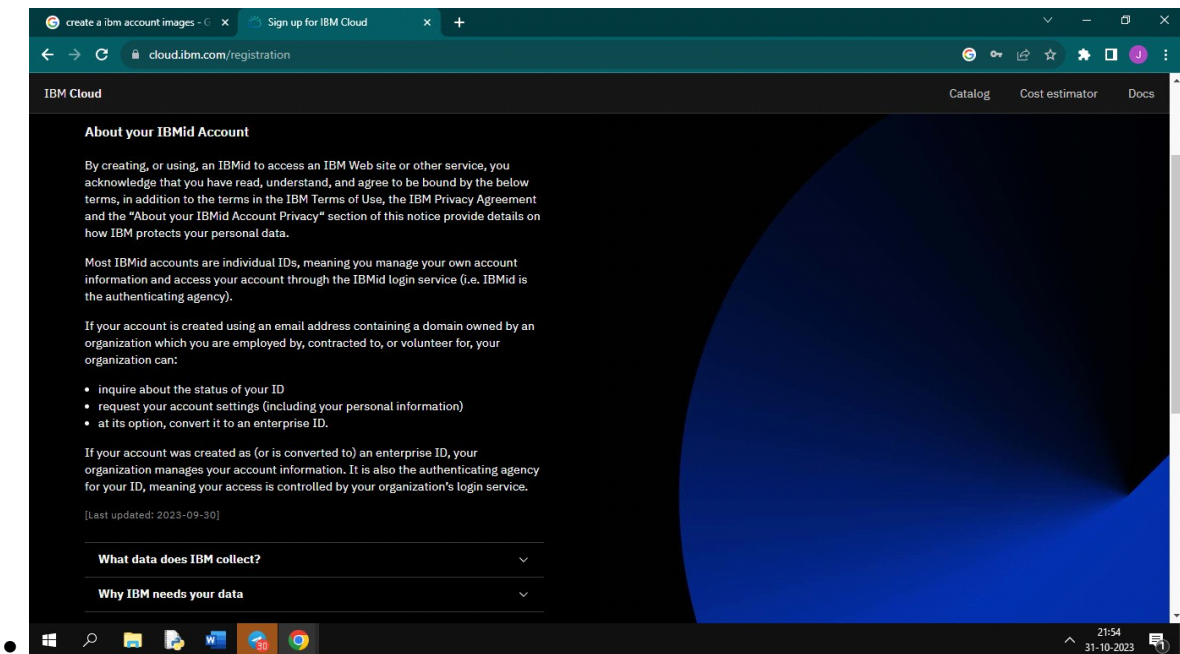 create a ibm account images - G
Sign up for IBM Cloud
cloud.ibm.com/registration
J
IBM Cloud
Catalog
Cost estimator
Docs
About your IBMid Account
By creating, or using, an IBMid to access an IBM Web site or other service, you
acknowledge that you have read, understand, and agree to be bound by the below
terms, in addition to the terms in the IBM Terms of Use, the IBM Privacy Agreement
and the “About your IBMid Account Privacy“ section of this notice provide details on
how IBM protects your personal data.
Most IBMid accounts are individual IDs, meaning you manage your own account
information and access your account through the IBMid login service (i.e. IBMid is
the authenticating agency).
If your account is created using an email address containing a domain owned by an
organization which you are employed by, contracted to, or volunteer for, your
organization can:
• inquire about the status of your ID
• request your account settings (including your personal information)
• at its option, convert it to an enterprise ID.
If your account was created as (or is converted to) an enterprise ID, your
organization manages your account information. It is also the authenticating agency
for your ID, meaning your access is controlled by your organization’s login service.
[Last updated: 2023-09-30]
What data does IBM collect?
Why IBM needs your data
30
21:54
31-10-2023
1